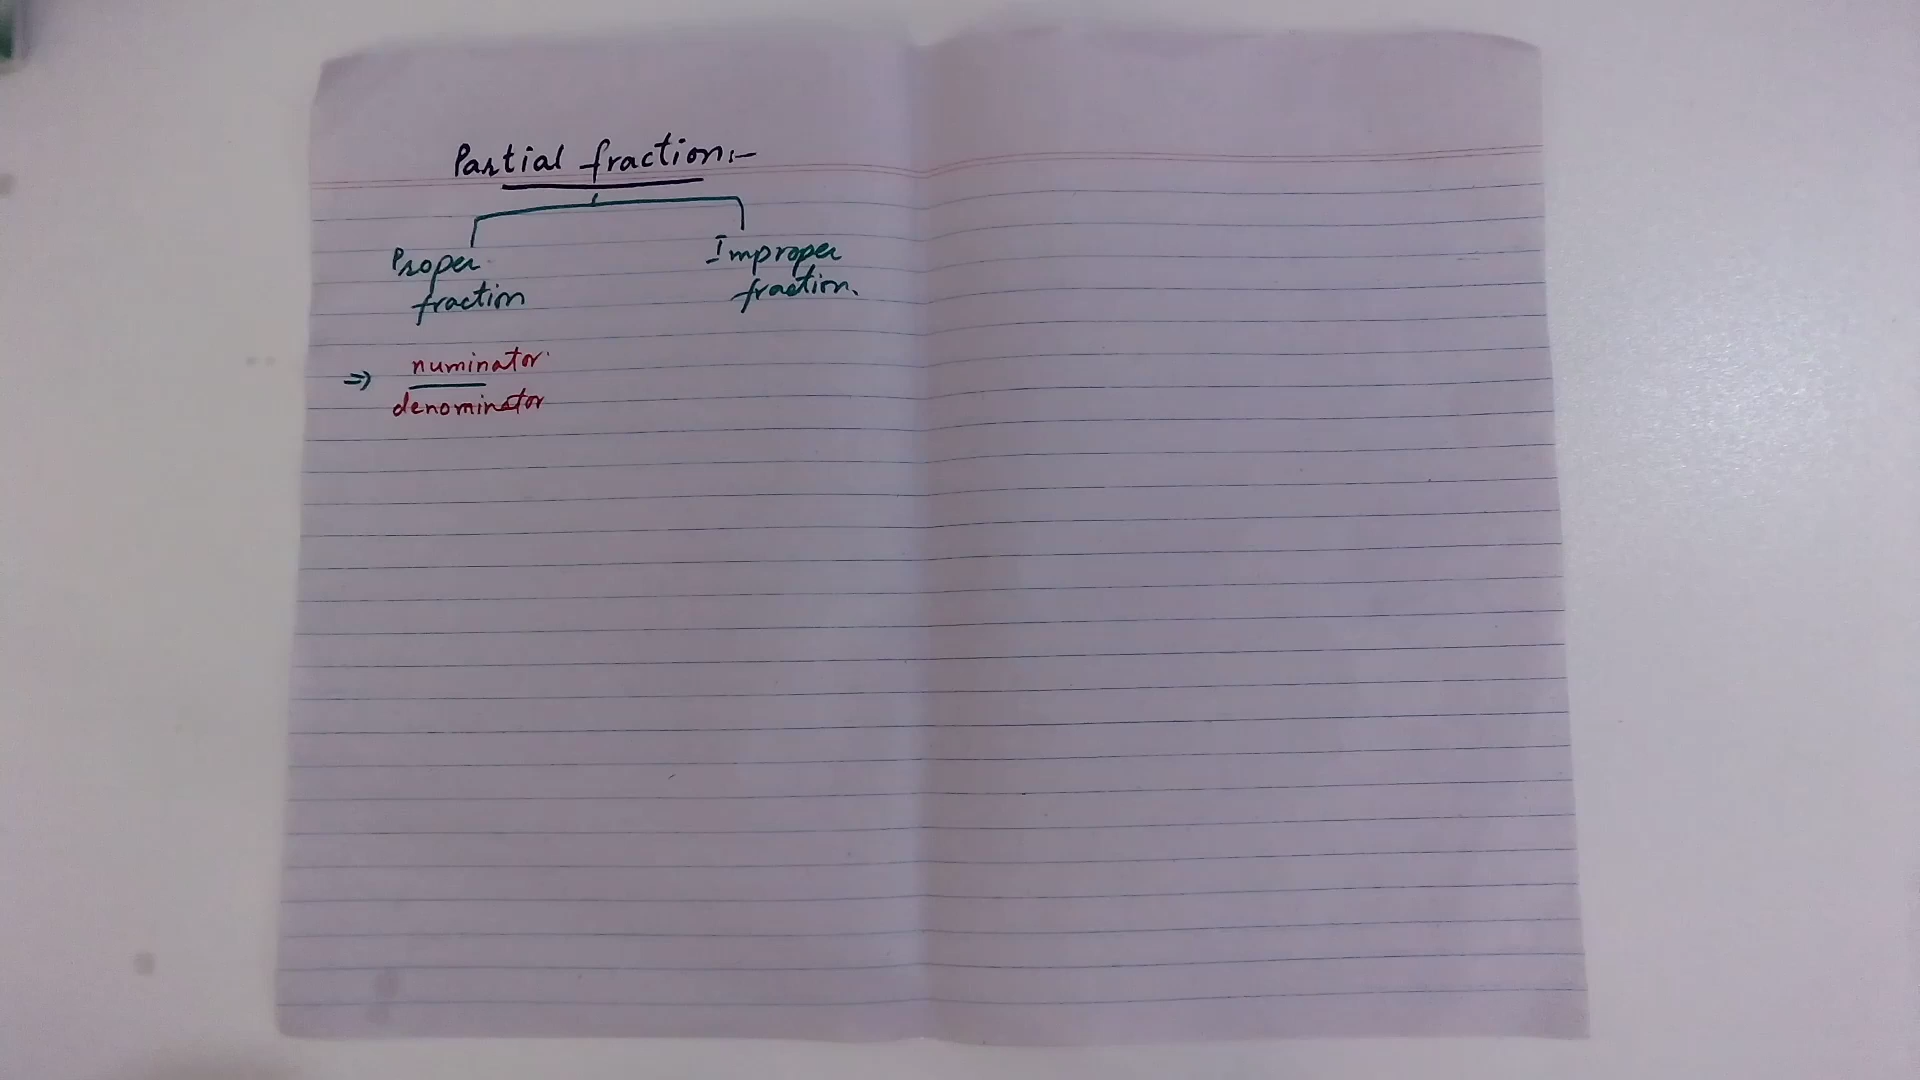 Partial fraction:-
Proper fraction
Improper fraction.
⇒ numinator
denominator